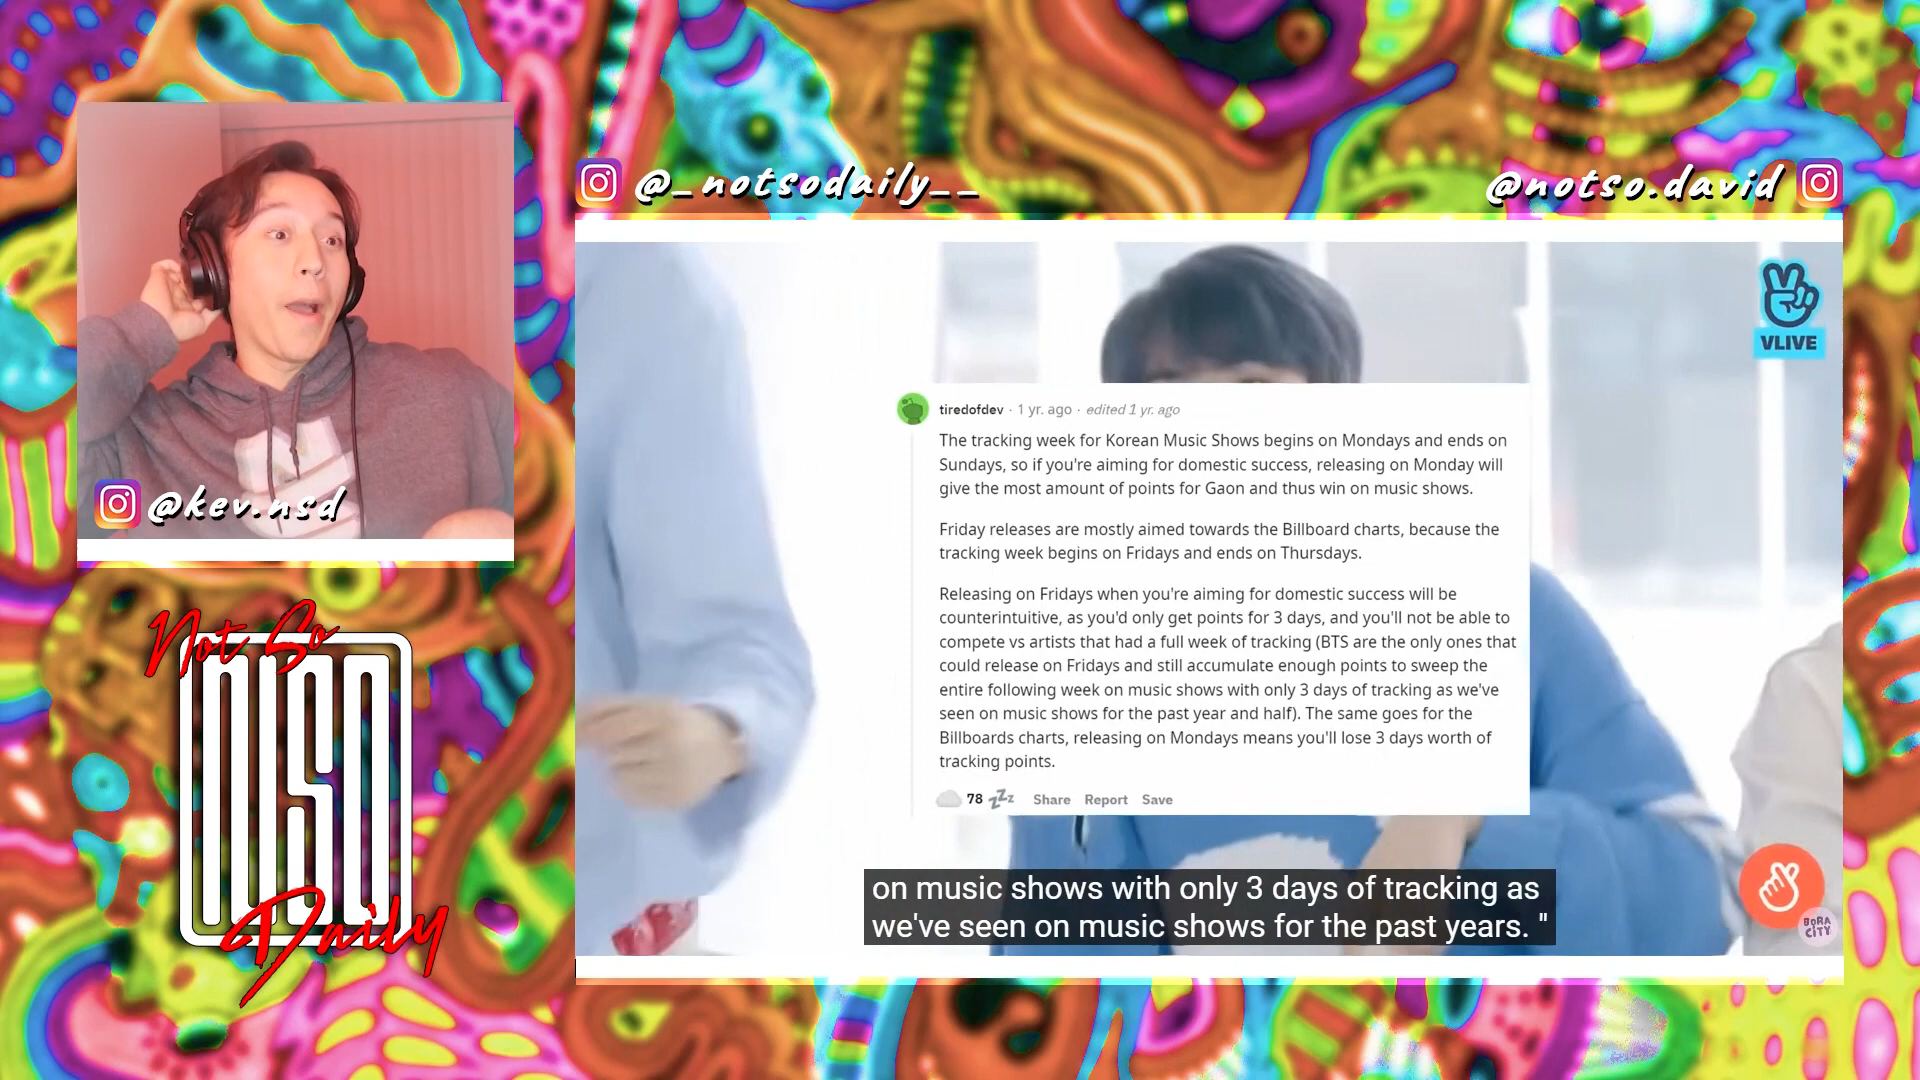 @_notsodaily__
@notso.david
VLIVE
tiredofdev · 1 yr. ago · edited 1 yr. ago
The tracking week for Korean Music Shows begins on Mondays and ends on
Sundays, so if you're aiming for domestic success, releasing on Monday will
give the most amount of points for Gaon and thus win on music shows.
Friday releases are mostly aimed towards the Billboard charts, because the
tracking week begins on Fridays and ends on Thursdays.
Releasing on Fridays when you're aiming for domestic success will be
counterintuitive, as you'd only get points for 3 days, and you'll not be able to
compete vs artists that had a full week of tracking (BTS are the only ones that
could release on Fridays and still accumulate enough points to sweep the
entire following week on music shows with only 3 days of tracking as we've
seen on music shows for the past year and half). The same goes for the
Billboards charts, releasing on Mondays means you'll lose 3 days worth of
tracking points.
78 zzz Share Report Save
on music shows with only 3 days of tracking as
we've seen on music shows for the past years. "
BORA
CITY
@kev.nsd
Not So
NSD
Daily